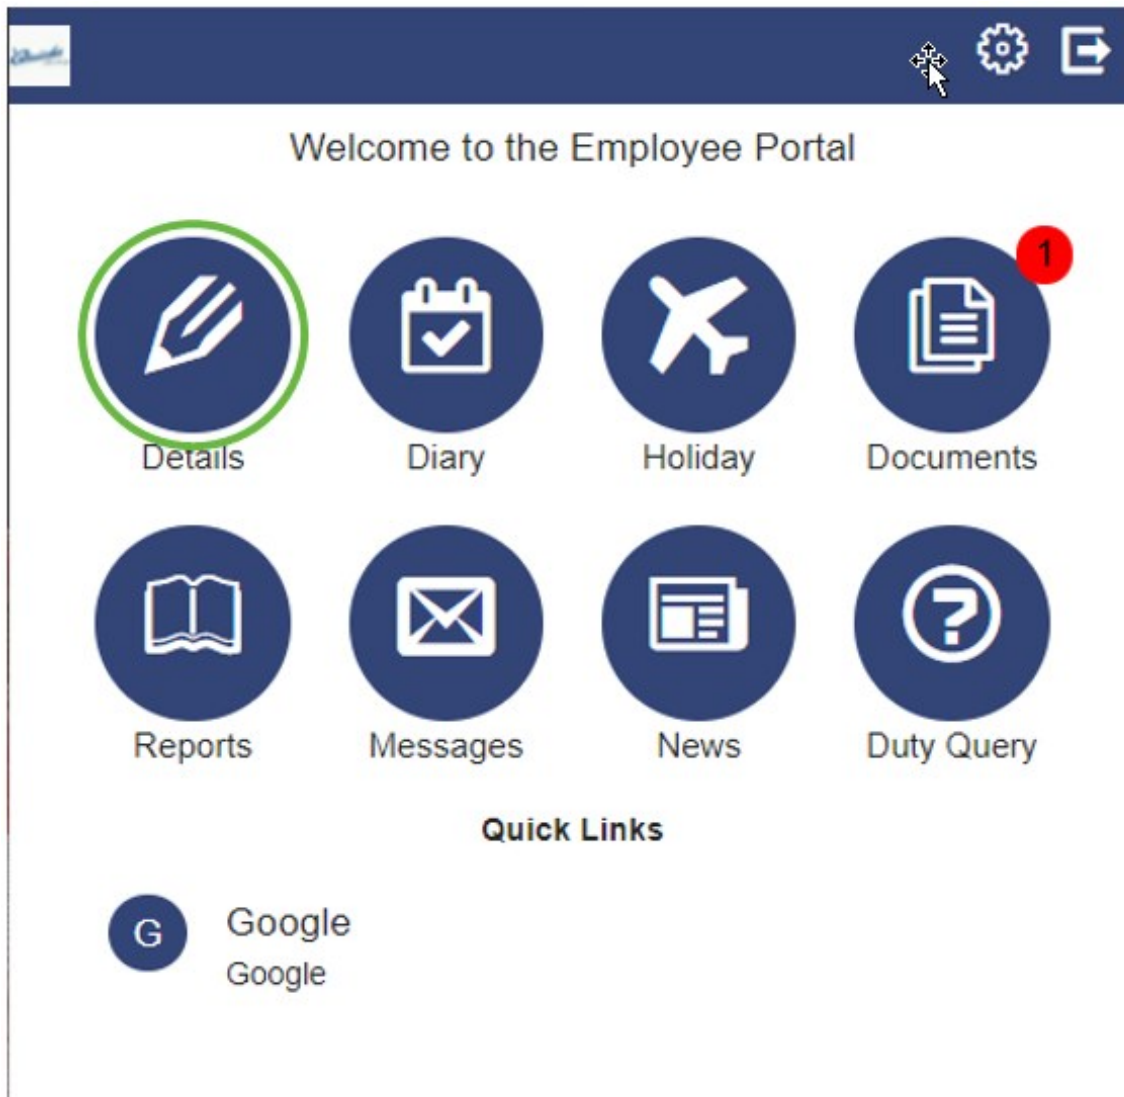 Welcome to the Employee Portal
1
Details Diary Holiday Documents
Reports Messages News Duty Query
Quick Links
G Google
Google